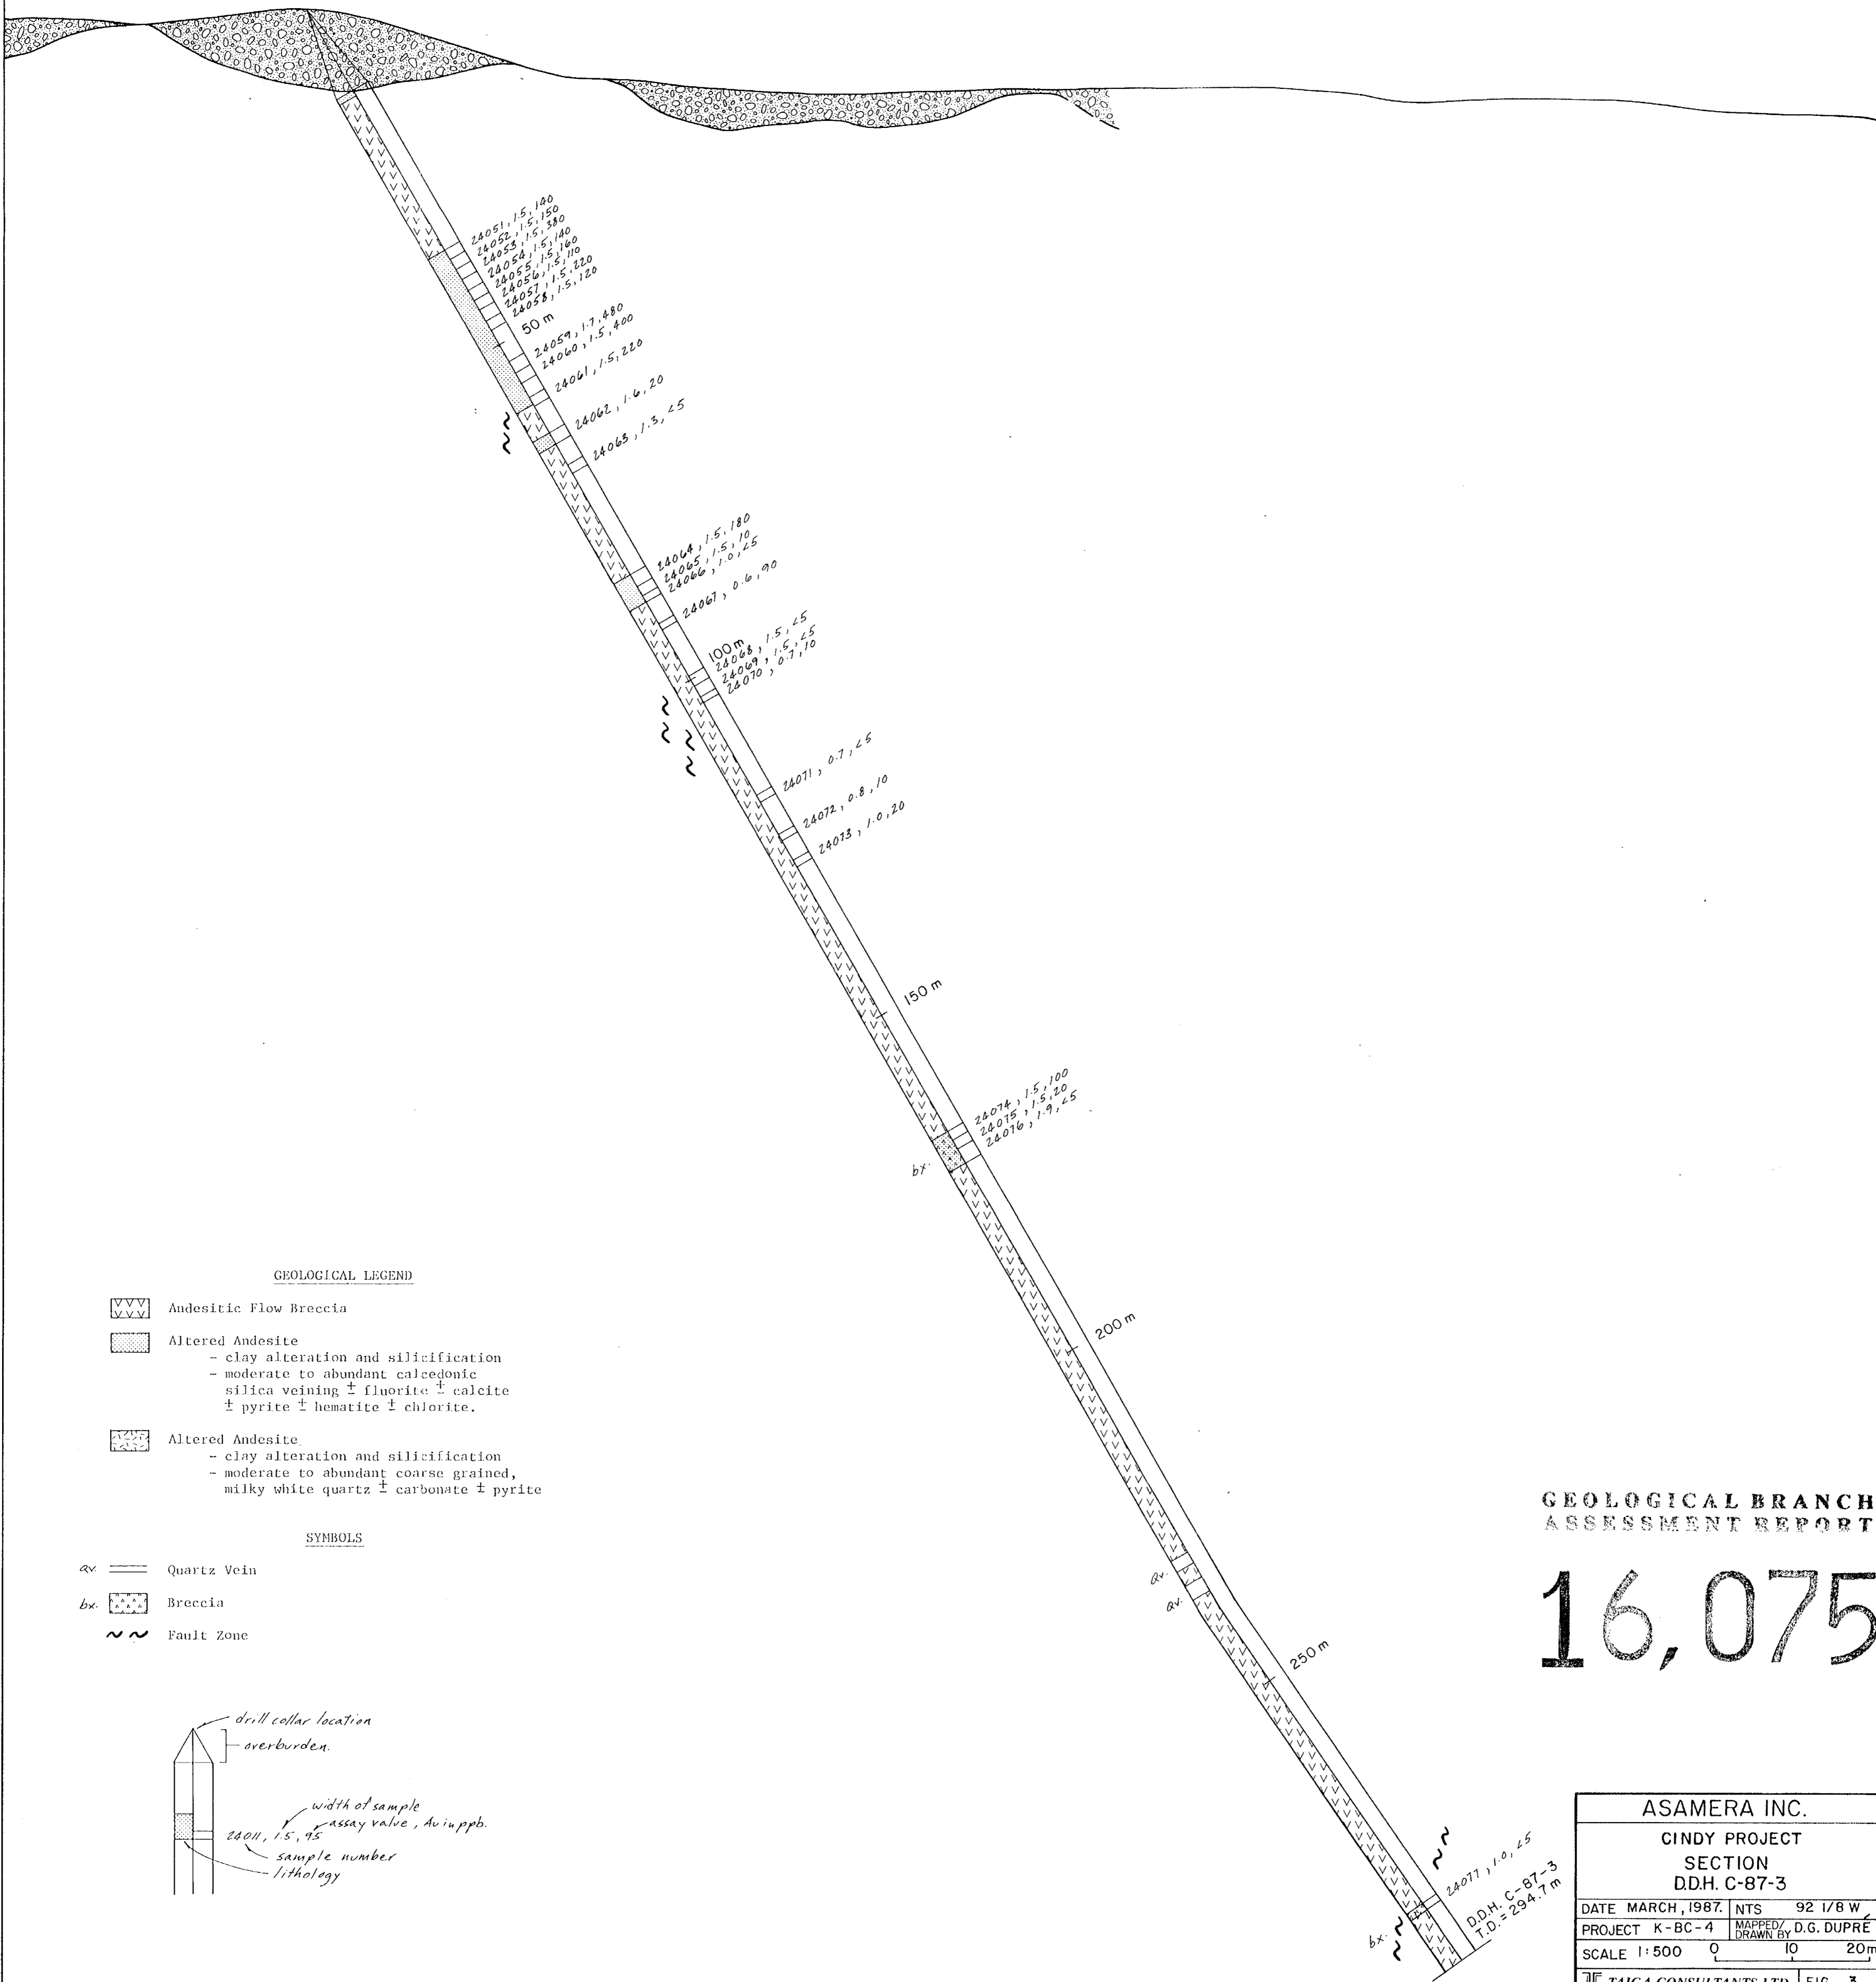 24051, 1.5, 140
24052, 1.5, 150
24053, 1.5, 380
24054, 1.5, 140
24055, 1.5, 160
24056, 1.5, 110
24057, 1.5, 220
24058, 1.5, 120
50 m
24059, 1.7, 480
24060, 1.5, 400
24061, 1.5, 220
24062, 1.6, 20
24063, 1.3, <5
24064, 1.5, 180
24065, 1.5, 10
24066, 1.0, <5
24067, 0.6, 90
100 m
24068, 1.5, <5
24069, 1.5, <5
24070, 0.7, 10
24071, 0.7, <5
24072, 0.8, 10
24073, 1.0, 20
150 m
24074, 1.5, 100
24075, 1.5, 20
24076, 1.9, <5
bx.
200 m
Qv.
Qv.
250 m
24077, 1.0, <5
D.D.H. C-87-3
T.D. = 294.7 m
bx.
GEOLOGICAL LEGEND
Andesitic Flow Breccia
Altered Andesite
- clay alteration and silicification
- moderate to abundant calcedonic
silica veining ± fluorite ± calcite
± pyrite ± hematite ± chlorite.
Altered Andesite
- clay alteration and silicification
- moderate to abundant coarse grained,
milky white quartz ± carbonate ± pyrite
SYMBOLS
Qv. Quartz Vein
bx. Breccia
Fault Zone
drill collar location
overburden.
width of sample
assay value, Au in ppb.
24011, 1.5, 95
sample number
lithology
GEOLOGICAL BRANCH
ASSESSMENT REPORT
16,075
ASAMERA INC.
CINDY PROJECT
SECTION
D.D.H. C-87-3
DATE MARCH, 1987. NTS 92 1/8 W
PROJECT K-BC-4 MAPPED/DRAWN BY D.G. DUPRÉ
SCALE 1:500 0 10 20m
TAIGA CONSULTANTS LTD. FIG. 3